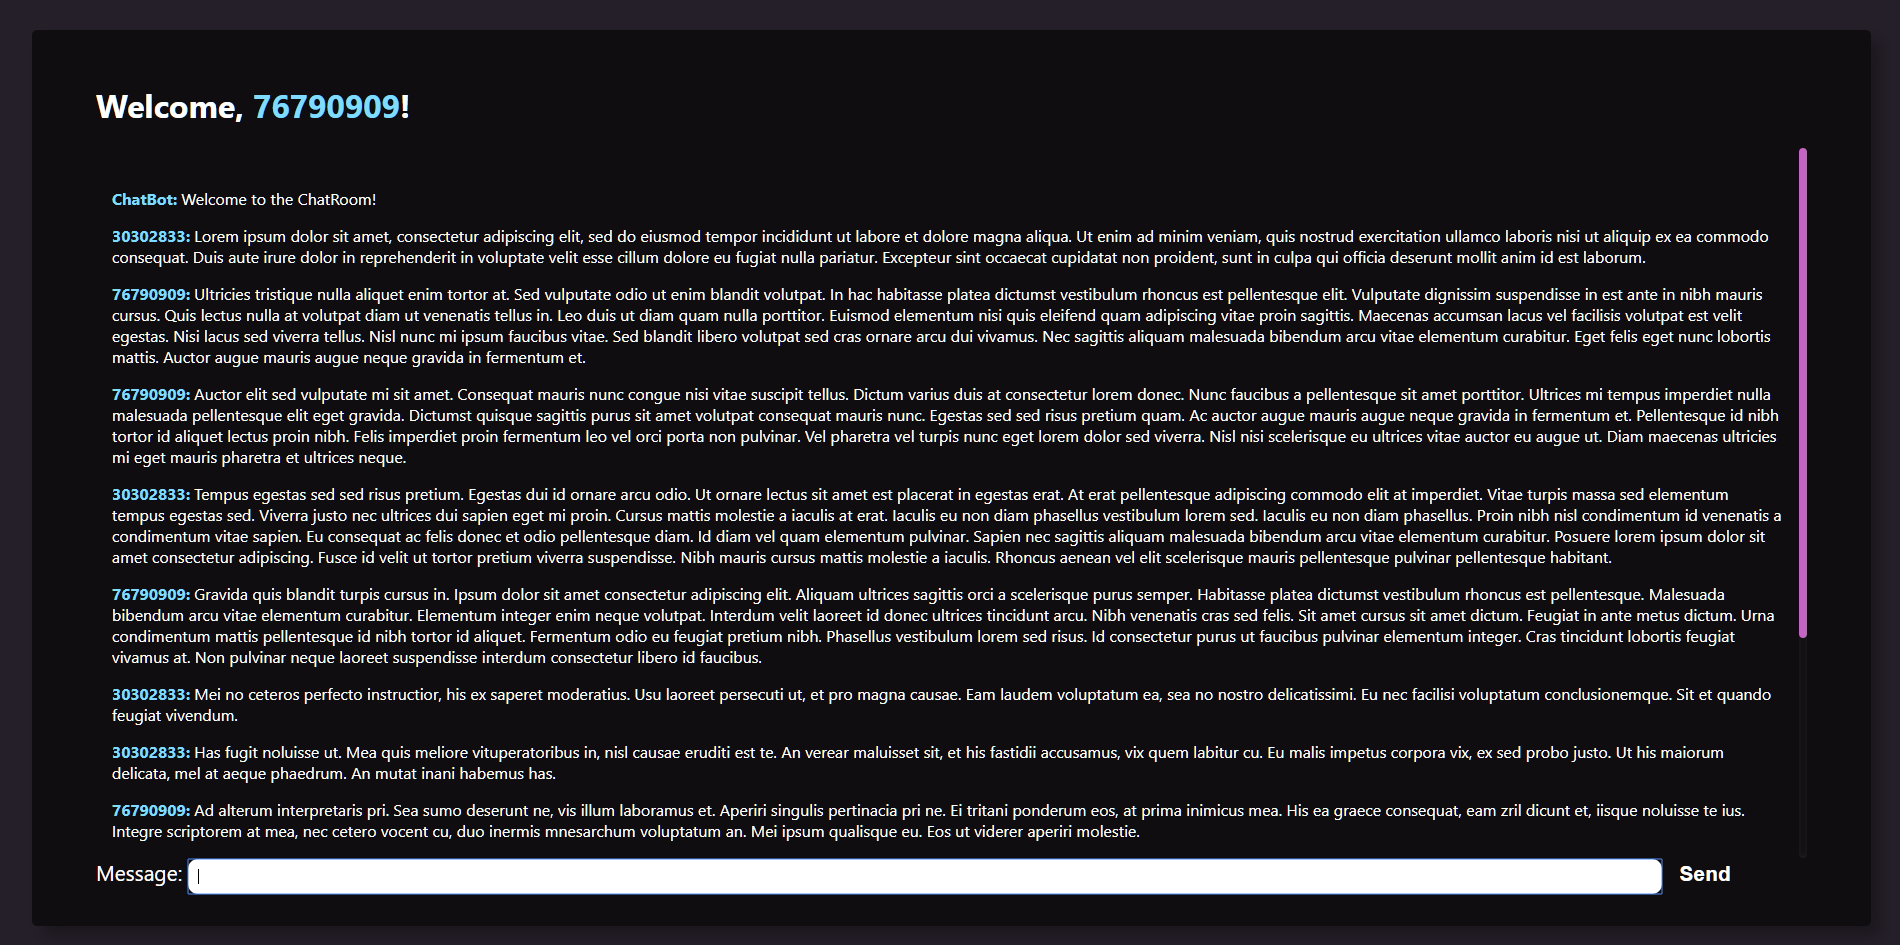 Welcome, 76790909!
ChatBot: Welcome to the ChatRoom!
30302833: Lorem ipsum dolor sit amet, consectetur adipiscing elit, sed do eiusmod tempor incididunt ut labore et dolore magna aliqua. Ut enim ad minim veniam, quis nostrud exercitation ullamco laboris nisi ut aliquip ex ea commodo
consequat. Duis aute irure dolor in reprehenderit in voluptate velit esse cillum dolore eu fugiat nulla pariatur. Excepteur sint occaecat cupidatat non proident, sunt in culpa qui officia deserunt mollit anim id est laborum.
76790909: Ultricies tristique nulla aliquet enim tortor at. Sed vulputate odio ut enim blandit volutpat. In hac habitasse platea dictumst vestibulum rhoncus est pellentesque elit. Vulputate dignissim suspendisse in est ante in nibh mauris
cursus. Quis lectus nulla at volutpat diam ut venenatis tellus in. Leo duis ut diam quam nulla porttitor. Euismod elementum nisi quis eleifend quam adipiscing vitae proin sagittis. Maecenas accumsan lacus vel facilisis volutpat est velit
egestas. Nisi lacus sed viverra tellus. Nisl nunc mi ipsum faucibus vitae. Sed blandit libero volutpat sed cras ornare arcu dui vivamus. Nec sagittis aliquam malesuada bibendum arcu vitae elementum curabitur. Eget felis eget nunc lobortis
mattis. Auctor augue mauris augue neque gravida in fermentum et.
76790909: Auctor elit sed vulputate mi sit amet. Consequat mauris nunc congue nisi vitae suscipit tellus. Dictum varius duis at consectetur lorem donec. Nunc faucibus a pellentesque sit amet porttitor. Ultrices mi tempus imperdiet nulla
malesuada pellentesque elit eget gravida. Dictumst quisque sagittis purus sit amet volutpat consequat mauris nunc. Egestas sed sed risus pretium quam. Ac auctor augue mauris augue neque gravida in fermentum et. Pellentesque id nibh
tortor id aliquet lectus proin nibh. Felis imperdiet proin fermentum leo vel orci porta non pulvinar. Vel pharetra vel turpis nunc eget lorem dolor sed viverra. Nisl nisi scelerisque eu ultrices vitae auctor eu augue ut. Diam maecenas ultricies
mi eget mauris pharetra et ultrices neque.
30302833: Tempus egestas sed sed risus pretium. Egestas dui id ornare arcu odio. Ut ornare lectus sit amet est placerat in egestas erat. At erat pellentesque adipiscing commodo elit at imperdiet. Vitae turpis massa sed elementum
tempus egestas sed. Viverra justo nec ultrices dui sapien eget mi proin. Cursus mattis molestie a iaculis at erat. Iaculis eu non diam phasellus vestibulum lorem sed. Iaculis eu non diam phasellus. Proin nibh nisl condimentum id venenatis a
condimentum vitae sapien. Eu consequat ac felis donec et odio pellentesque diam. Id diam vel quam elementum pulvinar. Sapien nec sagittis aliquam malesuada bibendum arcu vitae elementum curabitur. Posuere lorem ipsum dolor sit
amet consectetur adipiscing. Fusce id velit ut tortor pretium viverra suspendisse. Nibh mauris cursus mattis molestie a iaculis. Rhoncus aenean vel elit scelerisque mauris pellentesque pulvinar pellentesque habitant.
76790909: Gravida quis blandit turpis cursus in. Ipsum dolor sit amet consectetur adipiscing elit. Aliquam ultrices sagittis orci a scelerisque purus semper. Habitasse platea dictumst vestibulum rhoncus est pellentesque. Malesuada
bibendum arcu vitae elementum curabitur. Elementum integer enim neque volutpat. Interdum velit laoreet id donec ultrices tincidunt arcu. Nibh venenatis cras sed felis. Sit amet cursus sit amet dictum. Feugiat in ante metus dictum. Urna
condimentum mattis pellentesque id nibh tortor id aliquet. Fermentum odio eu feugiat pretium nibh. Phasellus vestibulum lorem sed risus. Id consectetur purus ut faucibus pulvinar elementum integer. Cras tincidunt lobortis feugiat
vivamus at. Non pulvinar neque laoreet suspendisse interdum consectetur libero id faucibus.
30302833: Mei no ceteros perfecto instructior, his ex saperet moderatius. Usu laoreet persecuti ut, et pro magna causae. Eam laudem voluptatum ea, sea no nostro delicatissimi. Eu nec facilisi voluptatum conclusionemque. Sit et quando
feugiat vivendum.
30302833: Has fugit noluisse ut. Mea quis meliore vituperatoribus in, nisl causae eruditi est te. An verear maluisset sit, et his fastidii accusamus, vix quem labitur cu. Eu malis impetus corpora vix, ex sed probo justo. Ut his maiorum
delicata, mel at aeque phaedrum. An mutat inani habemus has.
76790909: Ad alterum interpretaris pri. Sea sumo deserunt ne, vis illum laboramus et. Aperiri singulis pertinacia pri ne. Ei tritani ponderum eos, at prima inimicus mea. His ea graece consequat, eam zril dicunt et, iisque noluisse te ius.
Integre scriptorem at mea, nec cetero vocent cu, duo inermis mnesarchum voluptatum an. Mei ipsum qualisque eu. Eos ut viderer aperiri molestie.
Message: Send